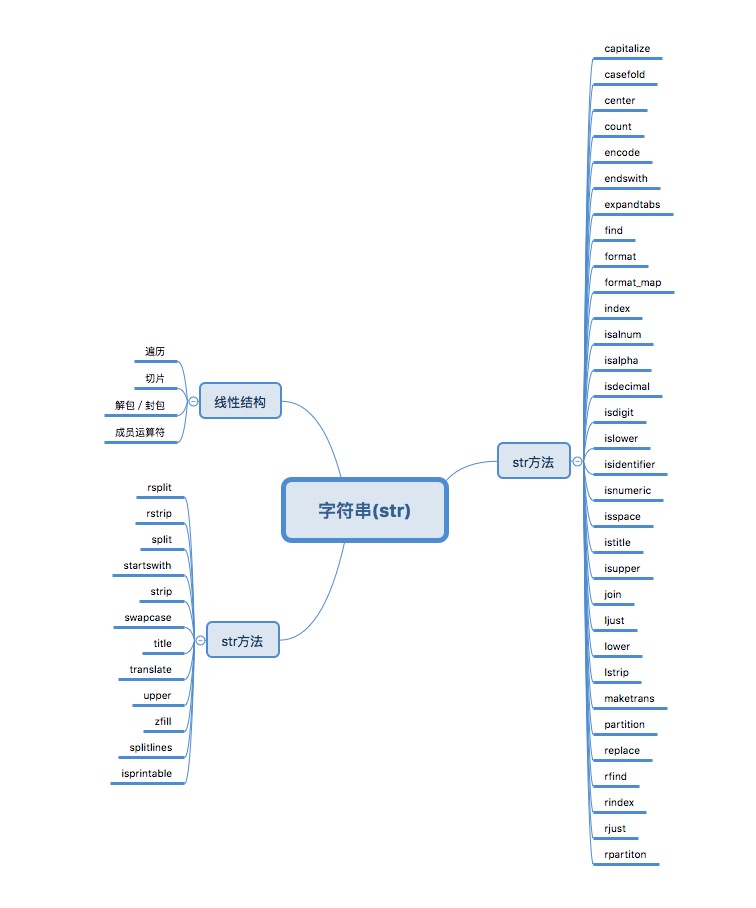 字符串(str)
线性结构
遍历
切片
解包 / 封包
成员运算符
str方法
rsplit
rstrip
split
startswith
strip
swapcase
title
translate
upper
zfill
splitlines
isprintable
str方法
capitalize
casefold
center
count
encode
endswith
expandtabs
find
format
format_map
index
isalnum
isalpha
isdecimal
isdigit
islower
isidentifier
isnumeric
isspace
istitle
isupper
join
ljust
lower
lstrip
maketrans
partition
replace
rfind
rindex
rjust
rpartiton